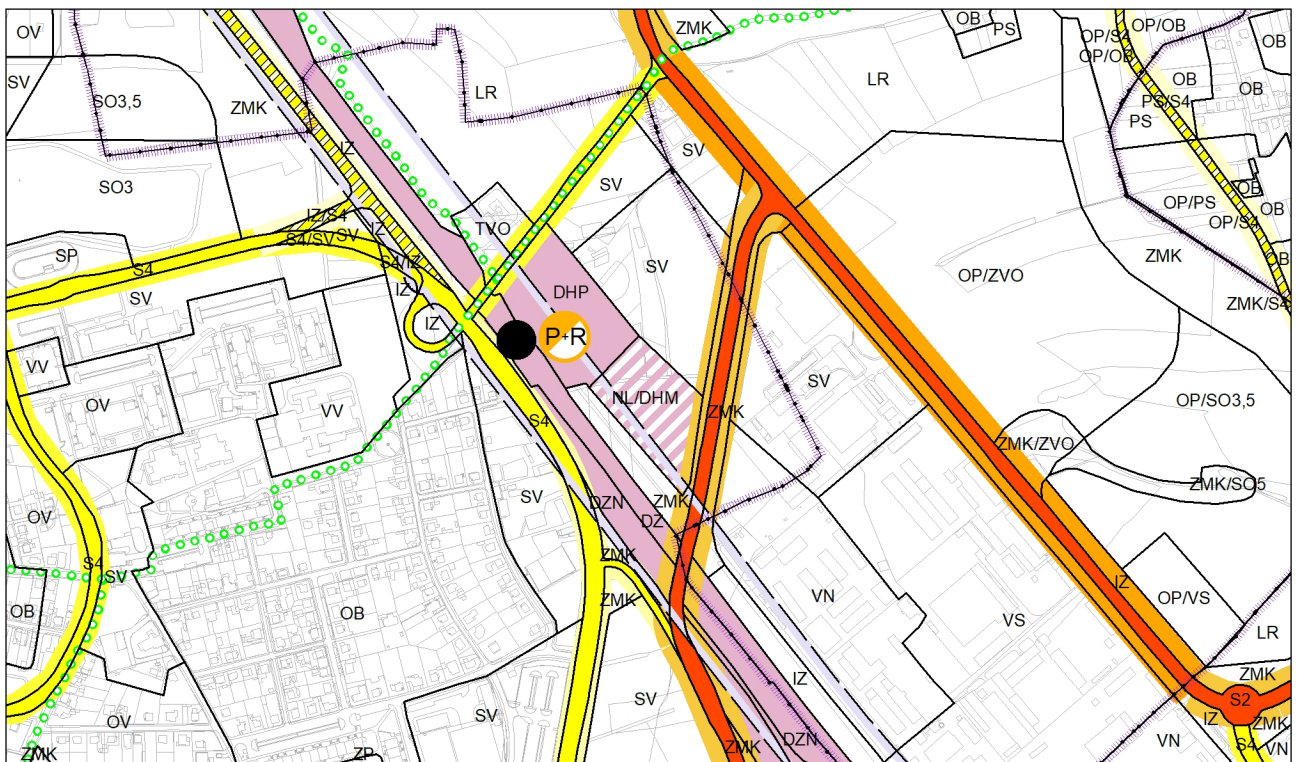 OV
ZMK
OB
PS
OP/OB
OP/S4
OP/OB
OB
SV
SO3,5
ZMK
LR
LR
OB
OB
PS/S4
PS
IZ
SV
SO3
SV
OB
OP/PS
OB
IZ/S4
TVO
OP/S4
S4/SV
SV
IZ
SP
S4
S4/IZ
SV
OP/ZVO
ZMK
OB
SV
IZ
DHP
ZMK/S4
IZ
P+R
VV
SV
NL/DHM
OP/SO3,5
OV
VV
ZMK
S4
ZMK/ZVO
ZMK/SO5
SV
DZN
ZMK
OV
DZ
S4
SV
ZMK
IZ
ZMK
VN
OP/VS
OB
OB
VS
LR
ZMK
IZ
SV
S2
SV
IZ
ZMK
OV
ZMK
ZP
ZMK
DZN
VN
S4
VN